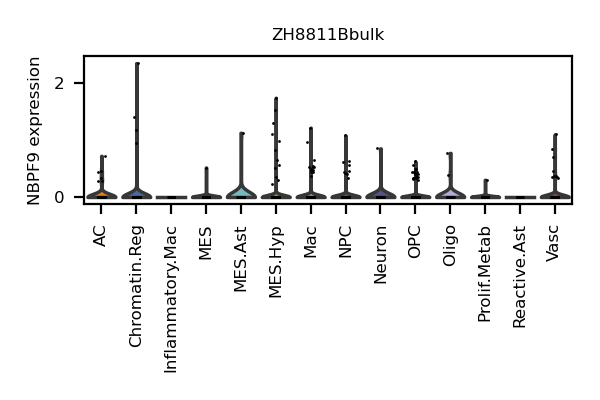 ZH8811Bbulk
NBPF9 expression
2
0
AC
Chromatin.Reg
Inflammatory.Mac
MES
MES.Ast
MES.Hyp
Mac
NPC
Neuron
OPC
Oligo
Prolif.Metab
Reactive.Ast
Vasc